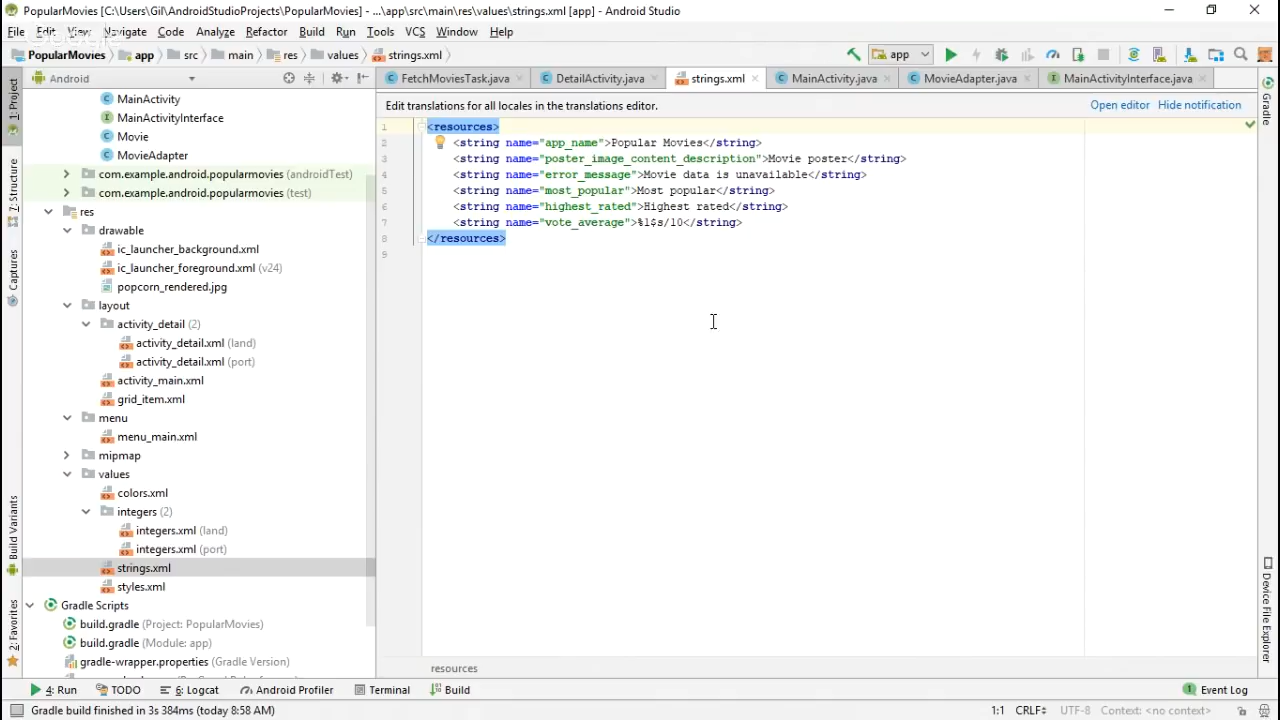 PopularMovies [C:\Users\Gil\AndroidStudioProjects\PopularMovies] - ...\app\src\main\res\values\strings.xml [app] - Android Studio
File Edit View Navigate Code Analyze Refactor Build Run Tools VCS Window Help
PopularMovies app src main res values strings.xml app
Android FetchMoviesTask.java DetailActivity.java strings.xml MainActivity.java MovieAdapter.java MainActivityInterface.java
Edit translations for all locales in the translations editor. Open editor Hide notification
1 <resources>
2 <string name="app_name">Popular Movies</string>
3 <string name="poster_image_content_description">Movie poster</string>
4 <string name="error_message">Movie data is unavailable</string>
5 <string name="most_popular">Most popular</string>
6 <string name="highest_rated">Highest rated</string>
7 <string name="vote_average">%1$s/10</string>
8 </resources>
9
MainActivity
MainActivityInterface
Movie
MovieAdapter
com.example.android.popularmovies (androidTest)
com.example.android.popularmovies (test)
res
drawable
ic_launcher_background.xml
ic_launcher_foreground.xml (v24)
popcorn_rendered.jpg
layout
activity_detail (2)
activity_detail.xml (land)
activity_detail.xml (port)
activity_main.xml
grid_item.xml
menu
menu_main.xml
mipmap
values
colors.xml
integers (2)
integers.xml (land)
integers.xml (port)
strings.xml
styles.xml
Gradle Scripts
build.gradle (Project: PopularMovies)
build.gradle (Module: app)
gradle-wrapper.properties (Gradle Version)
1: Project
7: Structure
Captures
Build Variants
2: Favorites
Gradle
Device File Explorer
resources
4: Run TODO 6: Logcat Android Profiler Terminal Build 1 Event Log
Gradle build finished in 3s 384ms (today 8:58 AM) 1:1 CRLF UTF-8 Context: <no context>